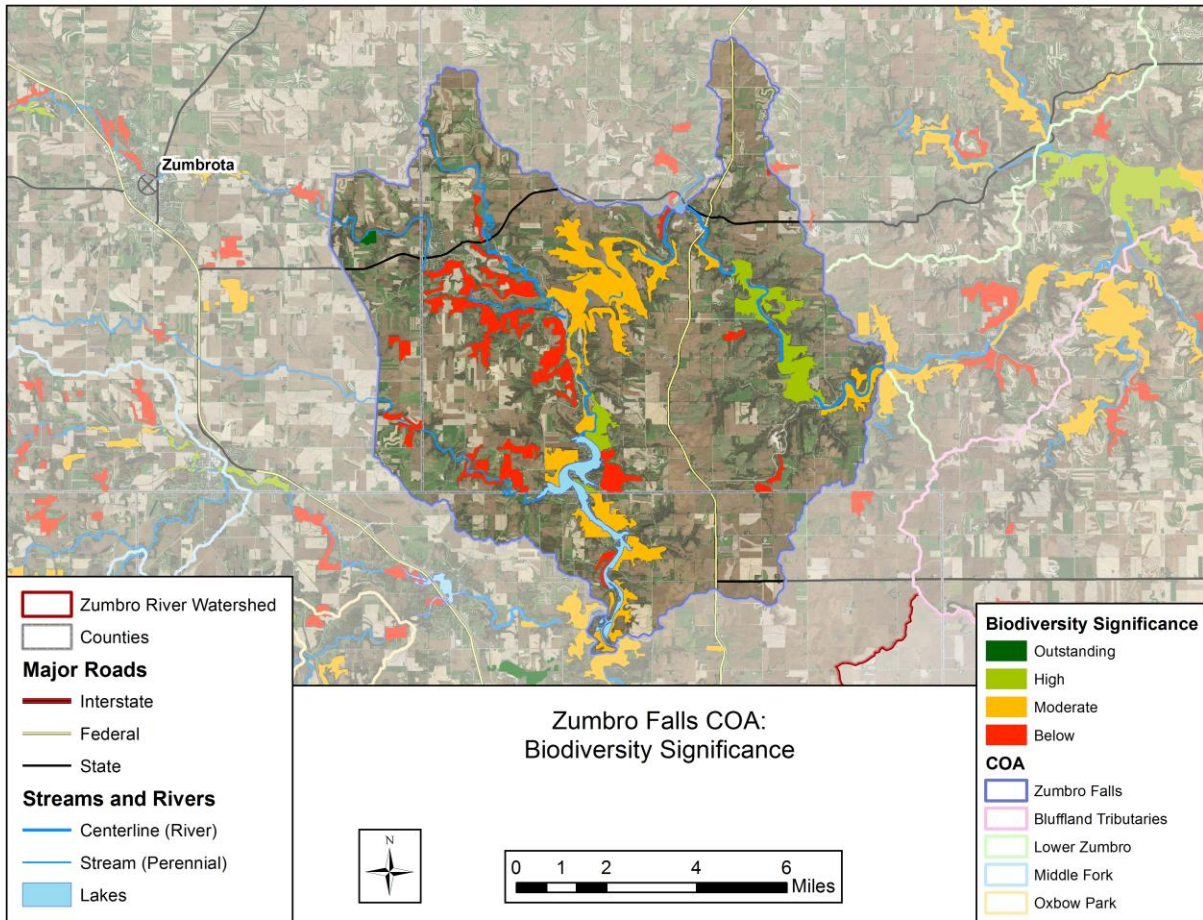 Zumbrota
Zumbro River Watershed
Counties
Major Roads
Interstate
Federal
State
Streams and Rivers
Centerline (River)
Stream (Perennial)
Lakes
Zumbro Falls COA:
Biodiversity Significance
N
0 1 2 4 6
Miles
Biodiversity Significance
Outstanding
High
Moderate
Below
COA
Zumbro Falls
Bluffland Tributaries
Lower Zumbro
Middle Fork
Oxbow Park